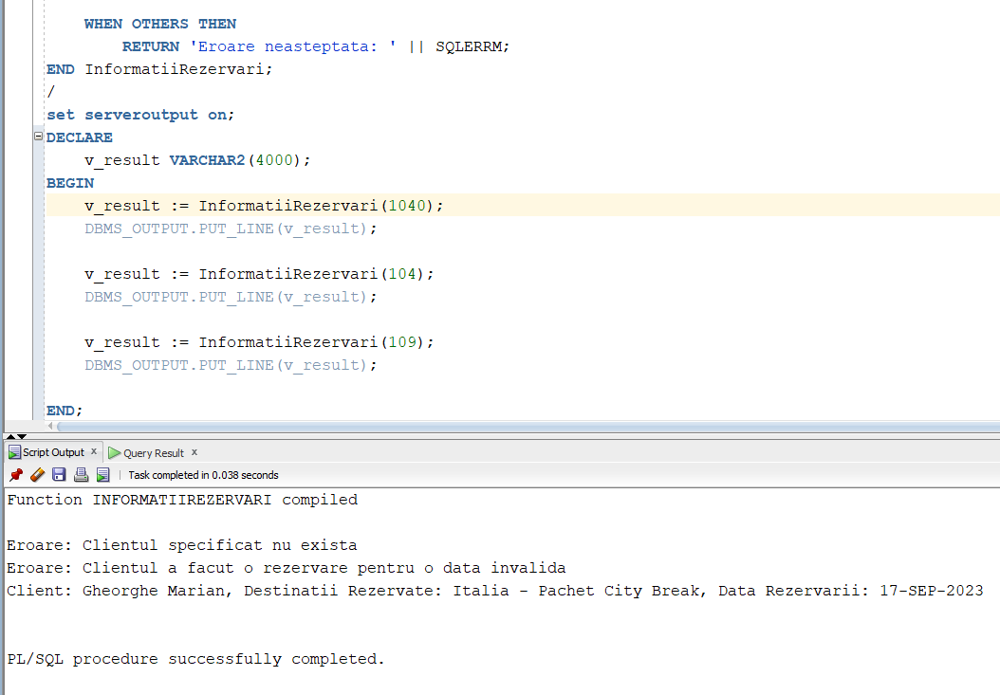 WHEN OTHERS THEN
RETURN 'Eroare neasteptata: ' || SQLERRM;
END InformatiiRezervari;
/
set serveroutput on;
DECLARE
v_result VARCHAR2(4000);
BEGIN
v_result := InformatiiRezervari(1040);
DBMS_OUTPUT.PUT_LINE(v_result);
v_result := InformatiiRezervari(104);
DBMS_OUTPUT.PUT_LINE(v_result);
v_result := InformatiiRezervari(109);
DBMS_OUTPUT.PUT_LINE(v_result);
END;
Script Output x Query Result x
Task completed in 0.038 seconds
Function INFORMATIIREZERVARI compiled
Eroare: Clientul specificat nu exista
Eroare: Clientul a facut o rezervare pentru o data invalida
Client: Gheorghe Marian, Destinatii Rezervate: Italia - Pachet City Break, Data Rezervarii: 17-SEP-2023
PL/SQL procedure successfully completed.